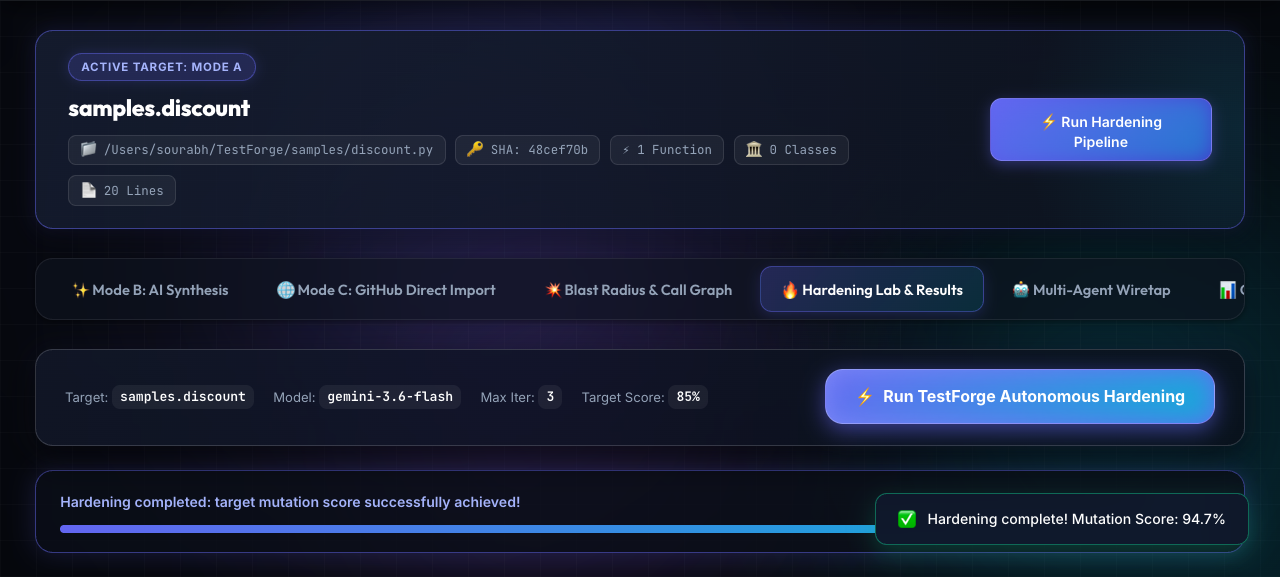 ACTIVE TARGET: MODE A
samples.discount
/Users/sourabh/TestForge/samples/discount.py
SHA: 48cef70b
1 Function
0 Classes
20 Lines
Run Hardening
Pipeline
Mode B: AI Synthesis
Mode C: GitHub Direct Import
Blast Radius & Call Graph
Hardening Lab & Results
Multi-Agent Wiretap
Target: samples.discount
Model: gemini-3.6-flash
Max Iter: 3
Target Score: 85%
Run TestForge Autonomous Hardening
Hardening completed: target mutation score successfully achieved!
Hardening complete! Mutation Score: 94.7%